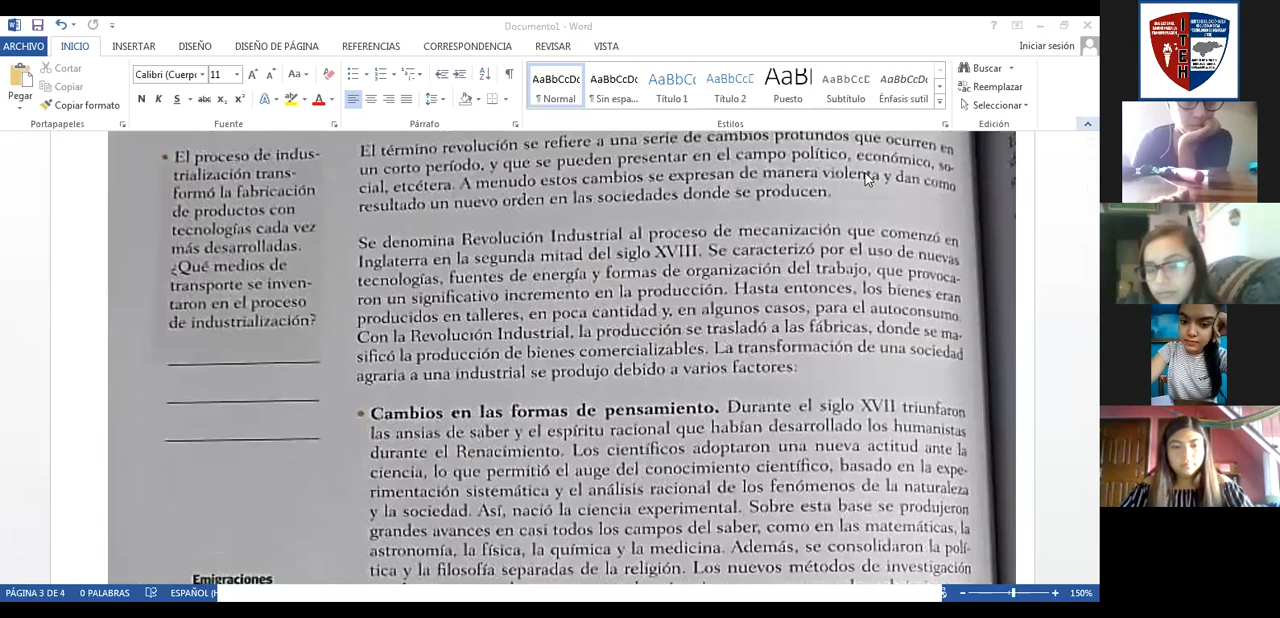 Documento1 - Word
ARCHIVO INICIO INSERTAR DISEÑO DISEÑO DE PÁGINA REFERENCIAS CORRESPONDENCIA REVISAR VISTA Iniciar sesión
Pegar
Cortar
Copiar
Copiar formato
Portapapeles
Calibri (Cuerpo 11
N K S abc x₂ x²
Fuente
Párrafo
AaBbCcDc AaBbCcDc AaBbCc AaBbCcE AaB AaBbCcE AaBbCcDc
¶ Normal ¶ Sin espa... Título 1 Título 2 Puesto Subtítulo Énfasis sutil
Estilos
Buscar
Reemplazar
Seleccionar
Edición
El proceso de indus-
trialización trans-
formó la fabricación
de productos con
tecnologías cada vez
más desarrolladas.
¿Qué medios de
transporte se inven-
taron en el proceso
de industrialización?
Emigraciones
El término revolución se refiere a una serie de cambios profundos que ocurren en
un corto período, y que se pueden presentar en el campo político, económico, so-
cial, etcétera. A menudo estos cambios se expresan de manera violenta y dan como
resultado un nuevo orden en las sociedades donde se producen.
Se denomina Revolución Industrial al proceso de mecanización que comenzó en
Inglaterra en la segunda mitad del siglo XVIII. Se caracterizó por el uso de nuevas
tecnologías, fuentes de energía y formas de organización del trabajo, que provoca-
ron un significativo incremento en la producción. Hasta entonces, los bienes eran
producidos en talleres, en poca cantidad y, en algunos casos, para el autoconsumo.
Con la Revolución Industrial, la producción se trasladó a las fábricas, donde se ma-
sificó la producción de bienes comercializables. La transformación de una sociedad
agraria a una industrial se produjo debido a varios factores:
• Cambios en las formas de pensamiento. Durante el siglo XVII triunfaron
las ansias de saber y el espíritu racional que habían desarrollado los humanistas
durante el Renacimiento. Los científicos adoptaron una nueva actitud ante la
ciencia, lo que permitió el auge del conocimiento científico, basado en la expe-
rimentación sistemática y el análisis racional de los fenómenos de la naturaleza
y la sociedad. Así, nació la ciencia experimental. Sobre esta base se produjeron
grandes avances en casi todos los campos del saber, como en las matemáticas, la
astronomía, la física, la química y la medicina. Además, se consolidaron la polí-
tica y la filosofía separadas de la religión. Los nuevos métodos de investigación
PÁGINA 3 DE 4 0 PALABRAS ESPAÑOL (H 150%
ITEH